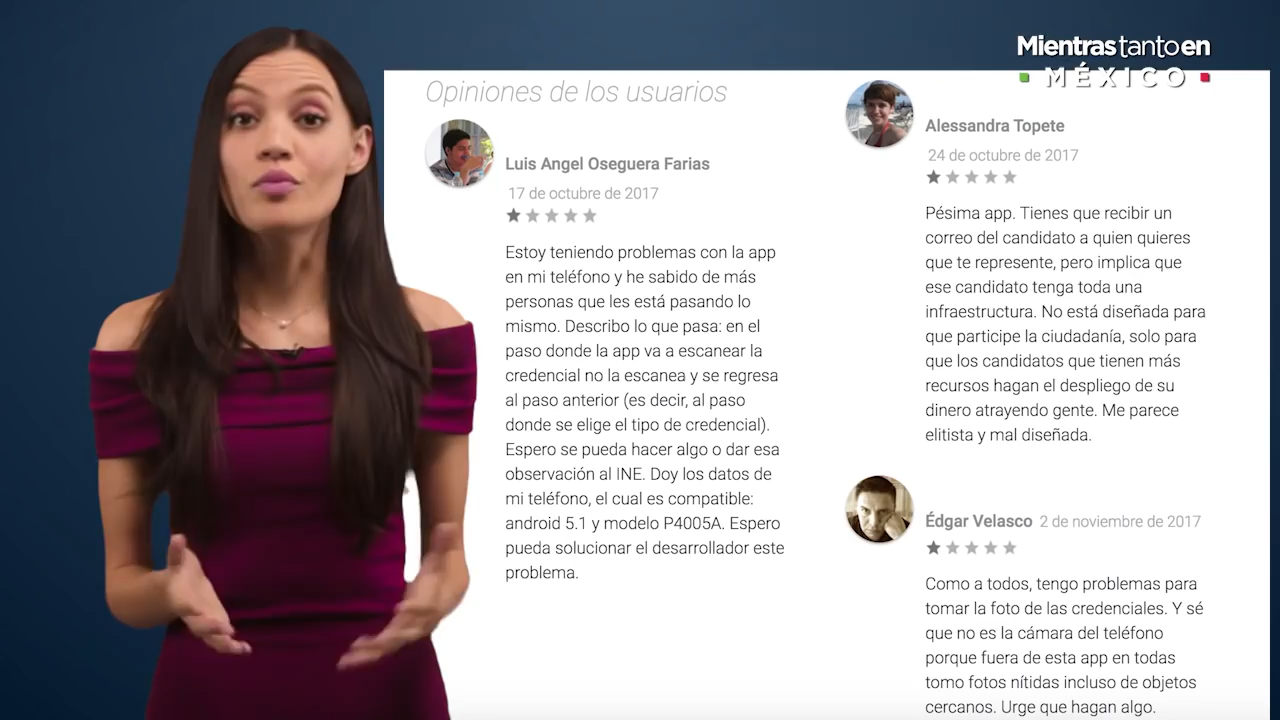 Mientras tanto en
MÉXICO
Opiniones de los usuarios
Luis Angel Oseguera Farias
17 de octubre de 2017
Estoy teniendo problemas con la app
en mi teléfono y he sabido de más
personas que les está pasando lo
mismo. Describo lo que pasa: en el
paso donde la app va a escanear la
credencial no la escanea y se regresa
al paso anterior (es decir, al paso
donde se elige el tipo de credencial).
Espero se pueda hacer algo o dar esa
observación al INE. Doy los datos de
mi teléfono, el cual es compatible:
android 5.1 y modelo P4005A. Espero
pueda solucionar el desarrollador este
problema.
Alessandra Topete
24 de octubre de 2017
Pésima app. Tienes que recibir un
correo del candidato a quien quieres
que te represente, pero implica que
ese candidato tenga toda una
infraestructura. No está diseñada para
que participe la ciudadanía, solo para
que los candidatos que tienen más
recursos hagan el despliego de su
dinero atrayendo gente. Me parece
elitista y mal diseñada.
Édgar Velasco 2 de noviembre de 2017
Como a todos, tengo problemas para
tomar la foto de las credenciales. Y sé
que no es la cámara del teléfono
porque fuera de esta app en todas
tomo fotos nítidas incluso de objetos
cercanos. Urge que hagan algo.